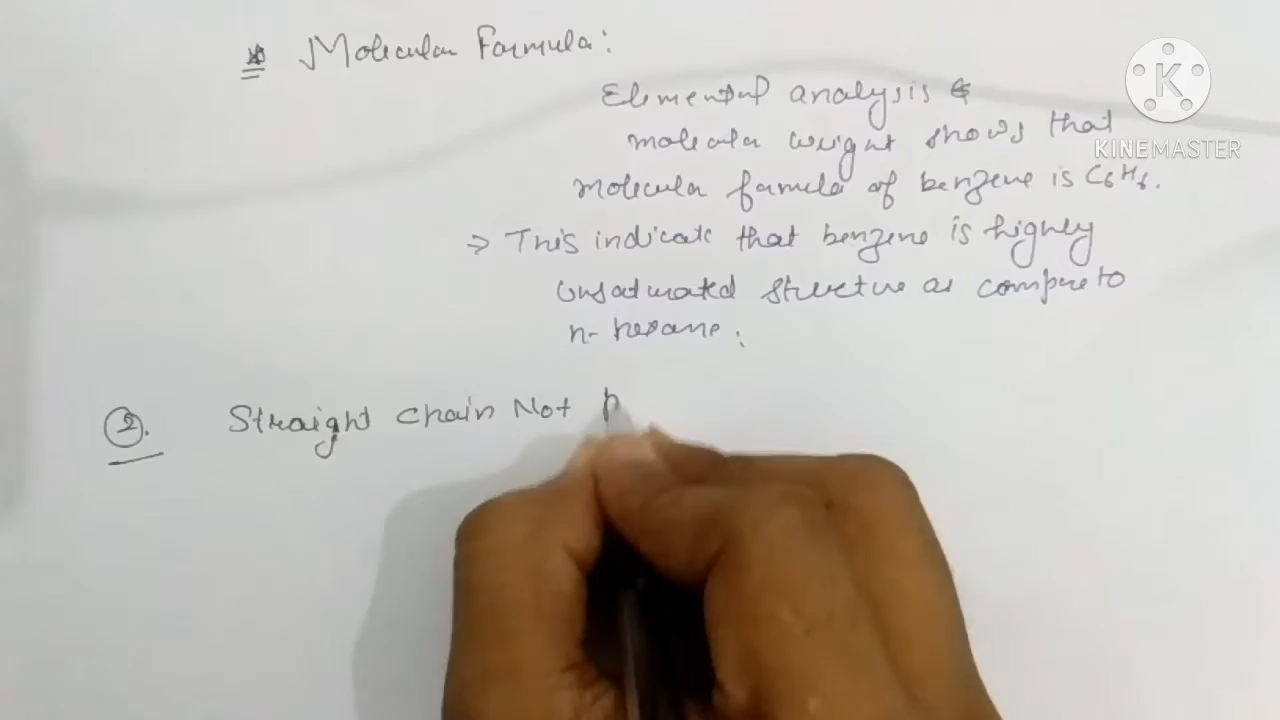 * Molecular Formula:
Elemental analysis &
molecular weight shows that
molecular formula of benzene is C6H6.
→ This indicate that benzene is highly
unsaturated structure as compare to
n-hexane.
②. Straight chain Not p
K
KINEMASTER